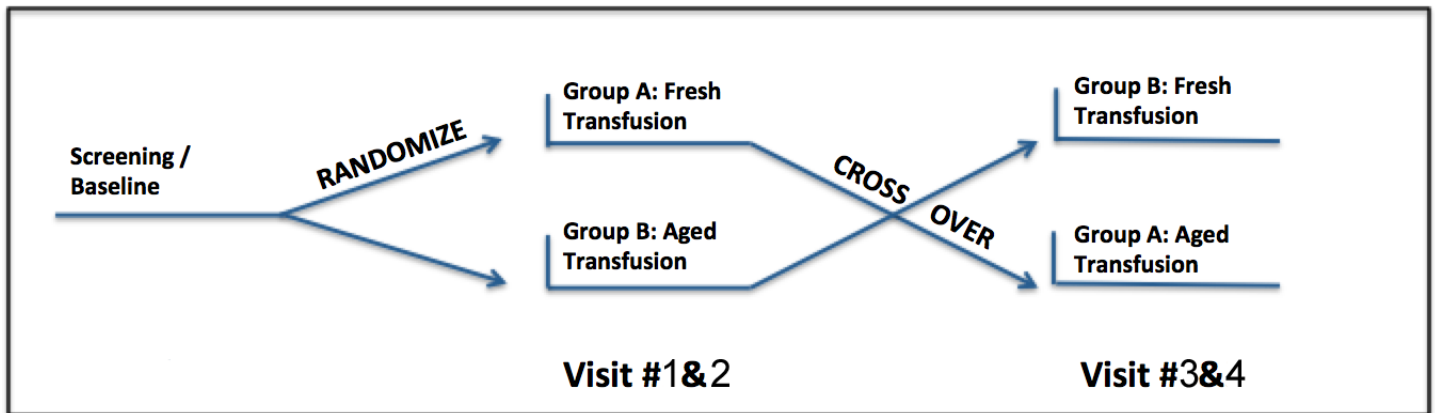 Screening /
Baseline
RANDOMIZE
Group A: Fresh
Transfusion
Group B: Aged
Transfusion
CROSS OVER
Group B: Fresh
Transfusion
Group A: Aged
Transfusion
Visit #1&2
Visit #3&4